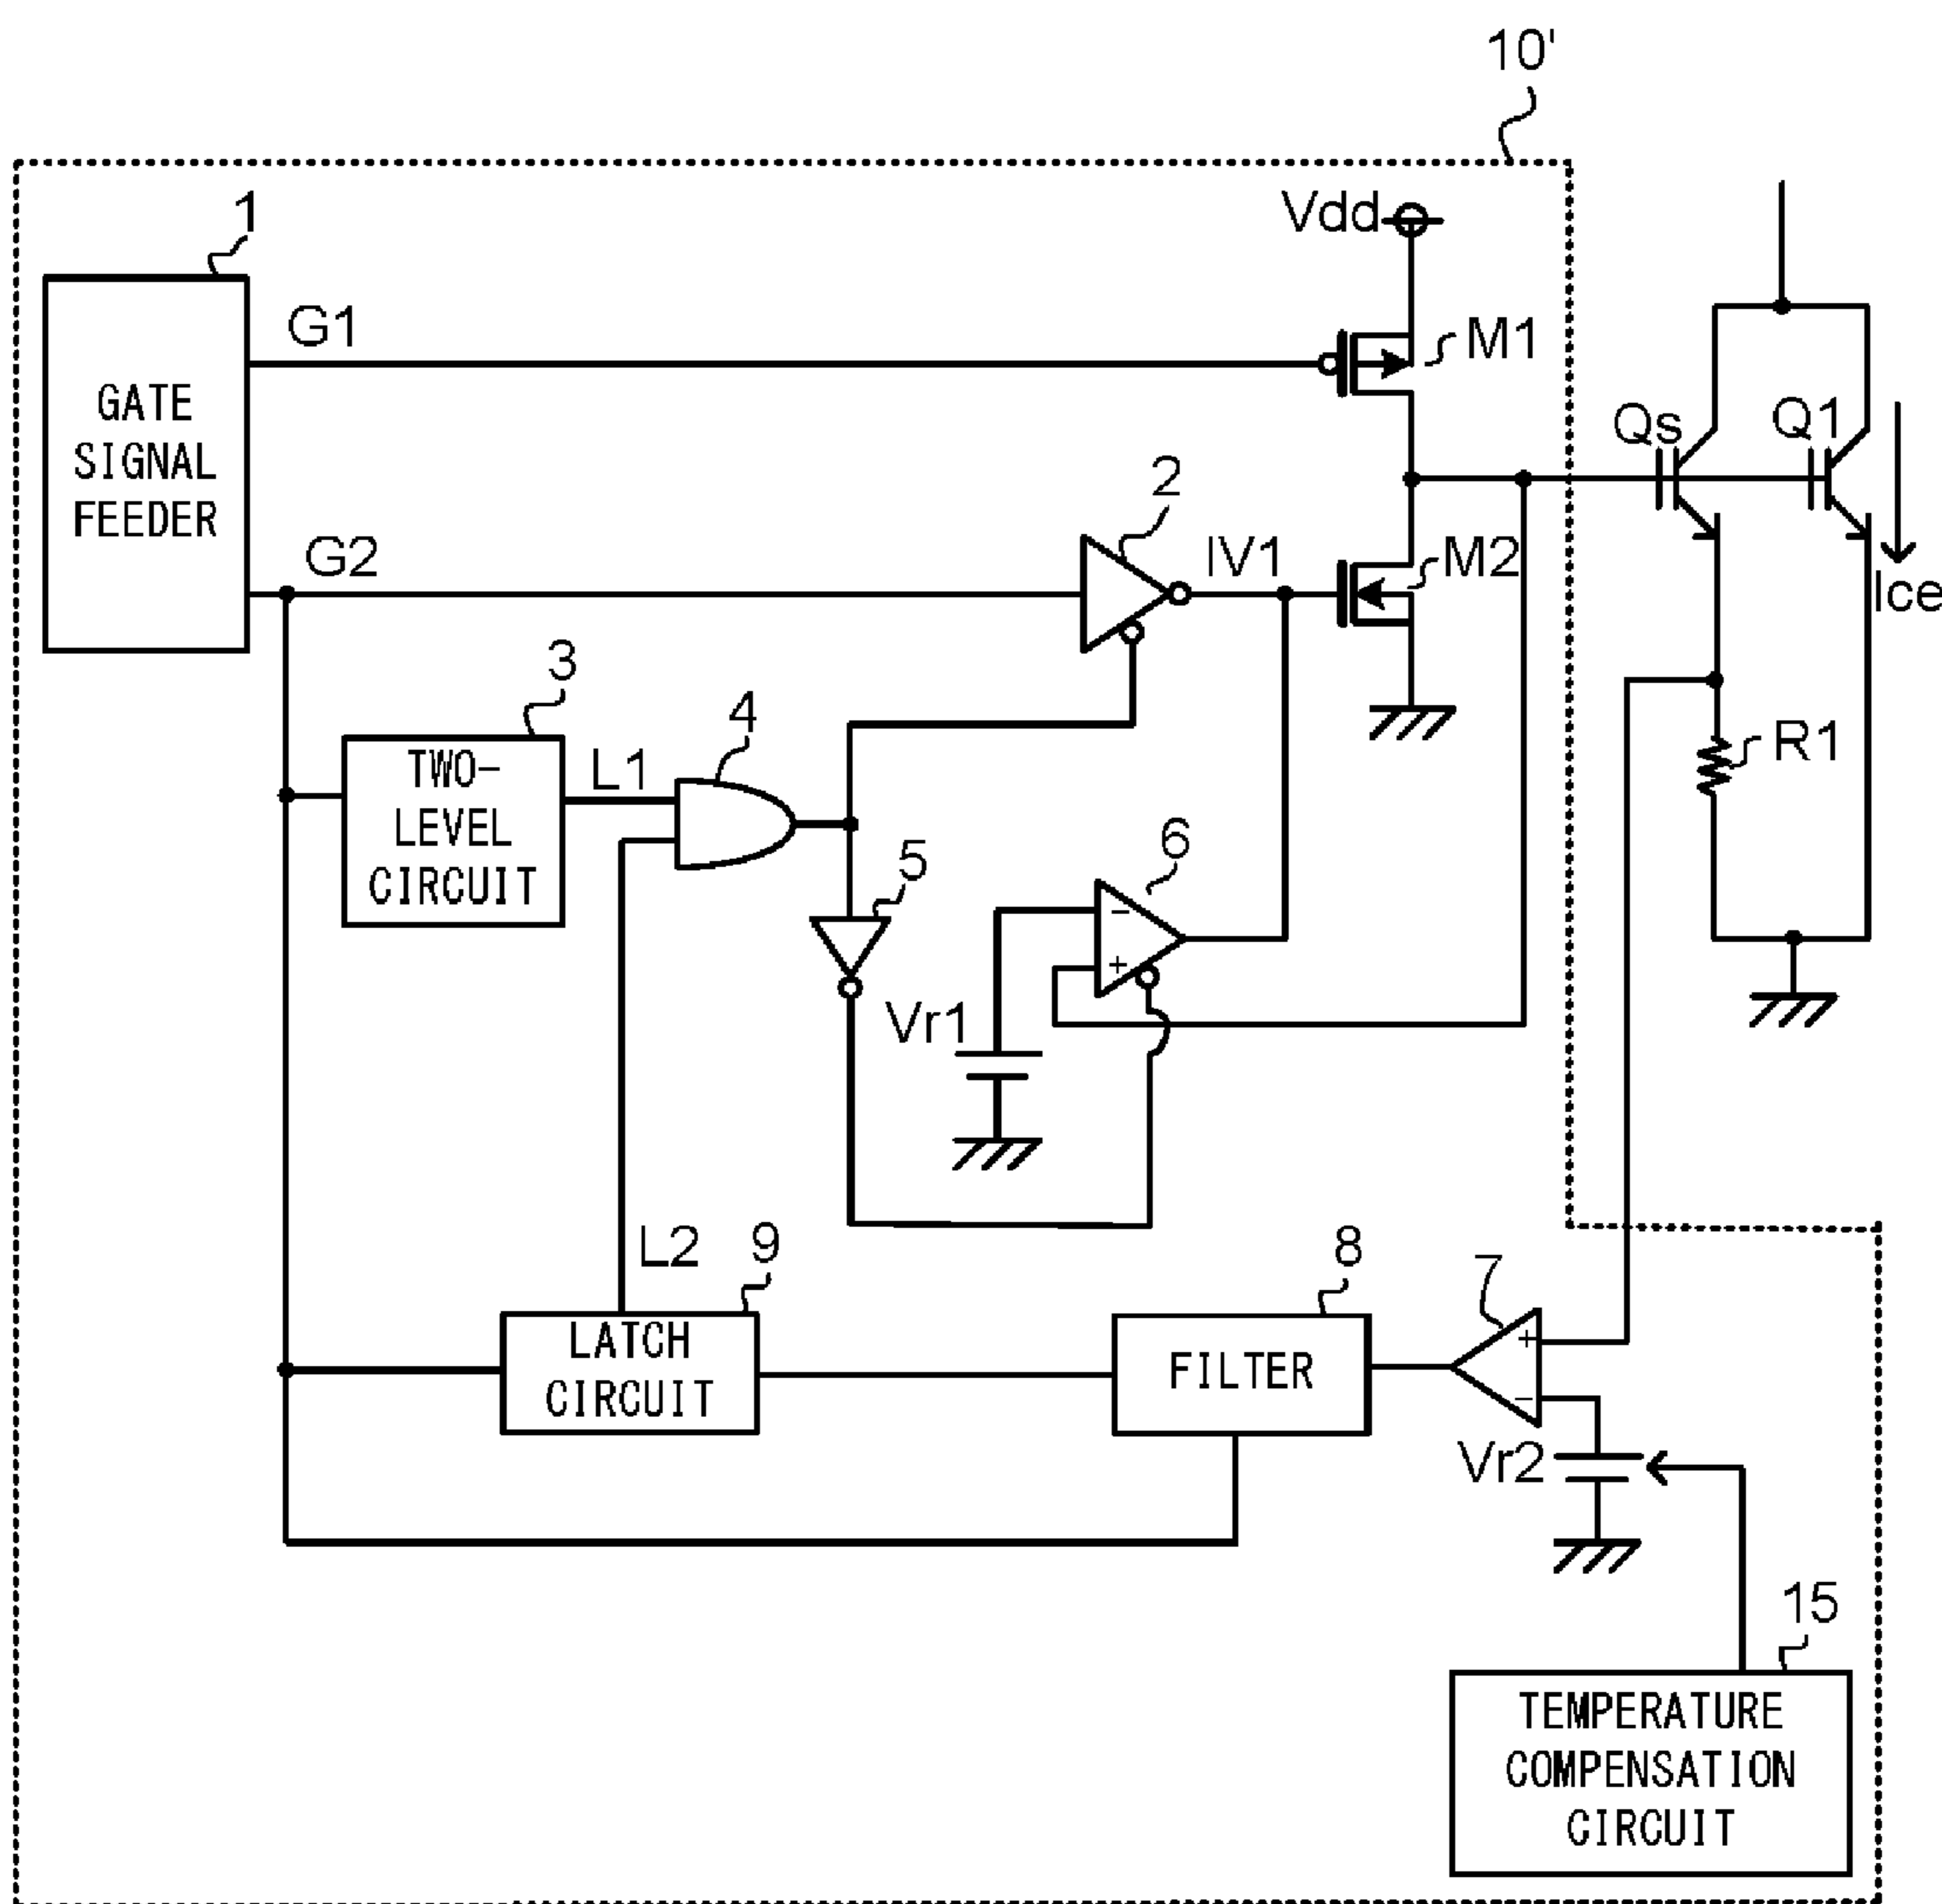 10'
1
Vdd
G1
M1
GATE
SIGNAL
FEEDER
Qs
Q1
2
G2
IV1
M2
Ice
3
4
TWO-
LEVEL
CIRCUIT
L1
R1
5
6
-
+
Vr1
L2
9
8
7
LATCH
CIRCUIT
FILTER
+
-
Vr2
15
TEMPERATURE
COMPENSATION
CIRCUIT